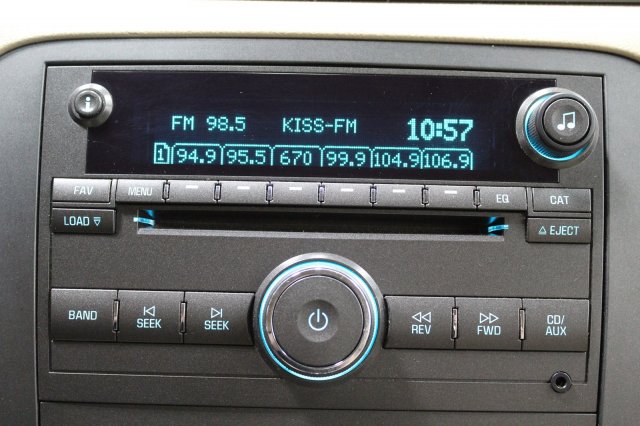 FM 98.5 KISS-FM 10:57
1 94.9 95.5 670 99.9 104.9 106.9
FAV MENU EQ CAT
LOAD EJECT
BAND SEEK SEEK REV FWD CD/
AUX